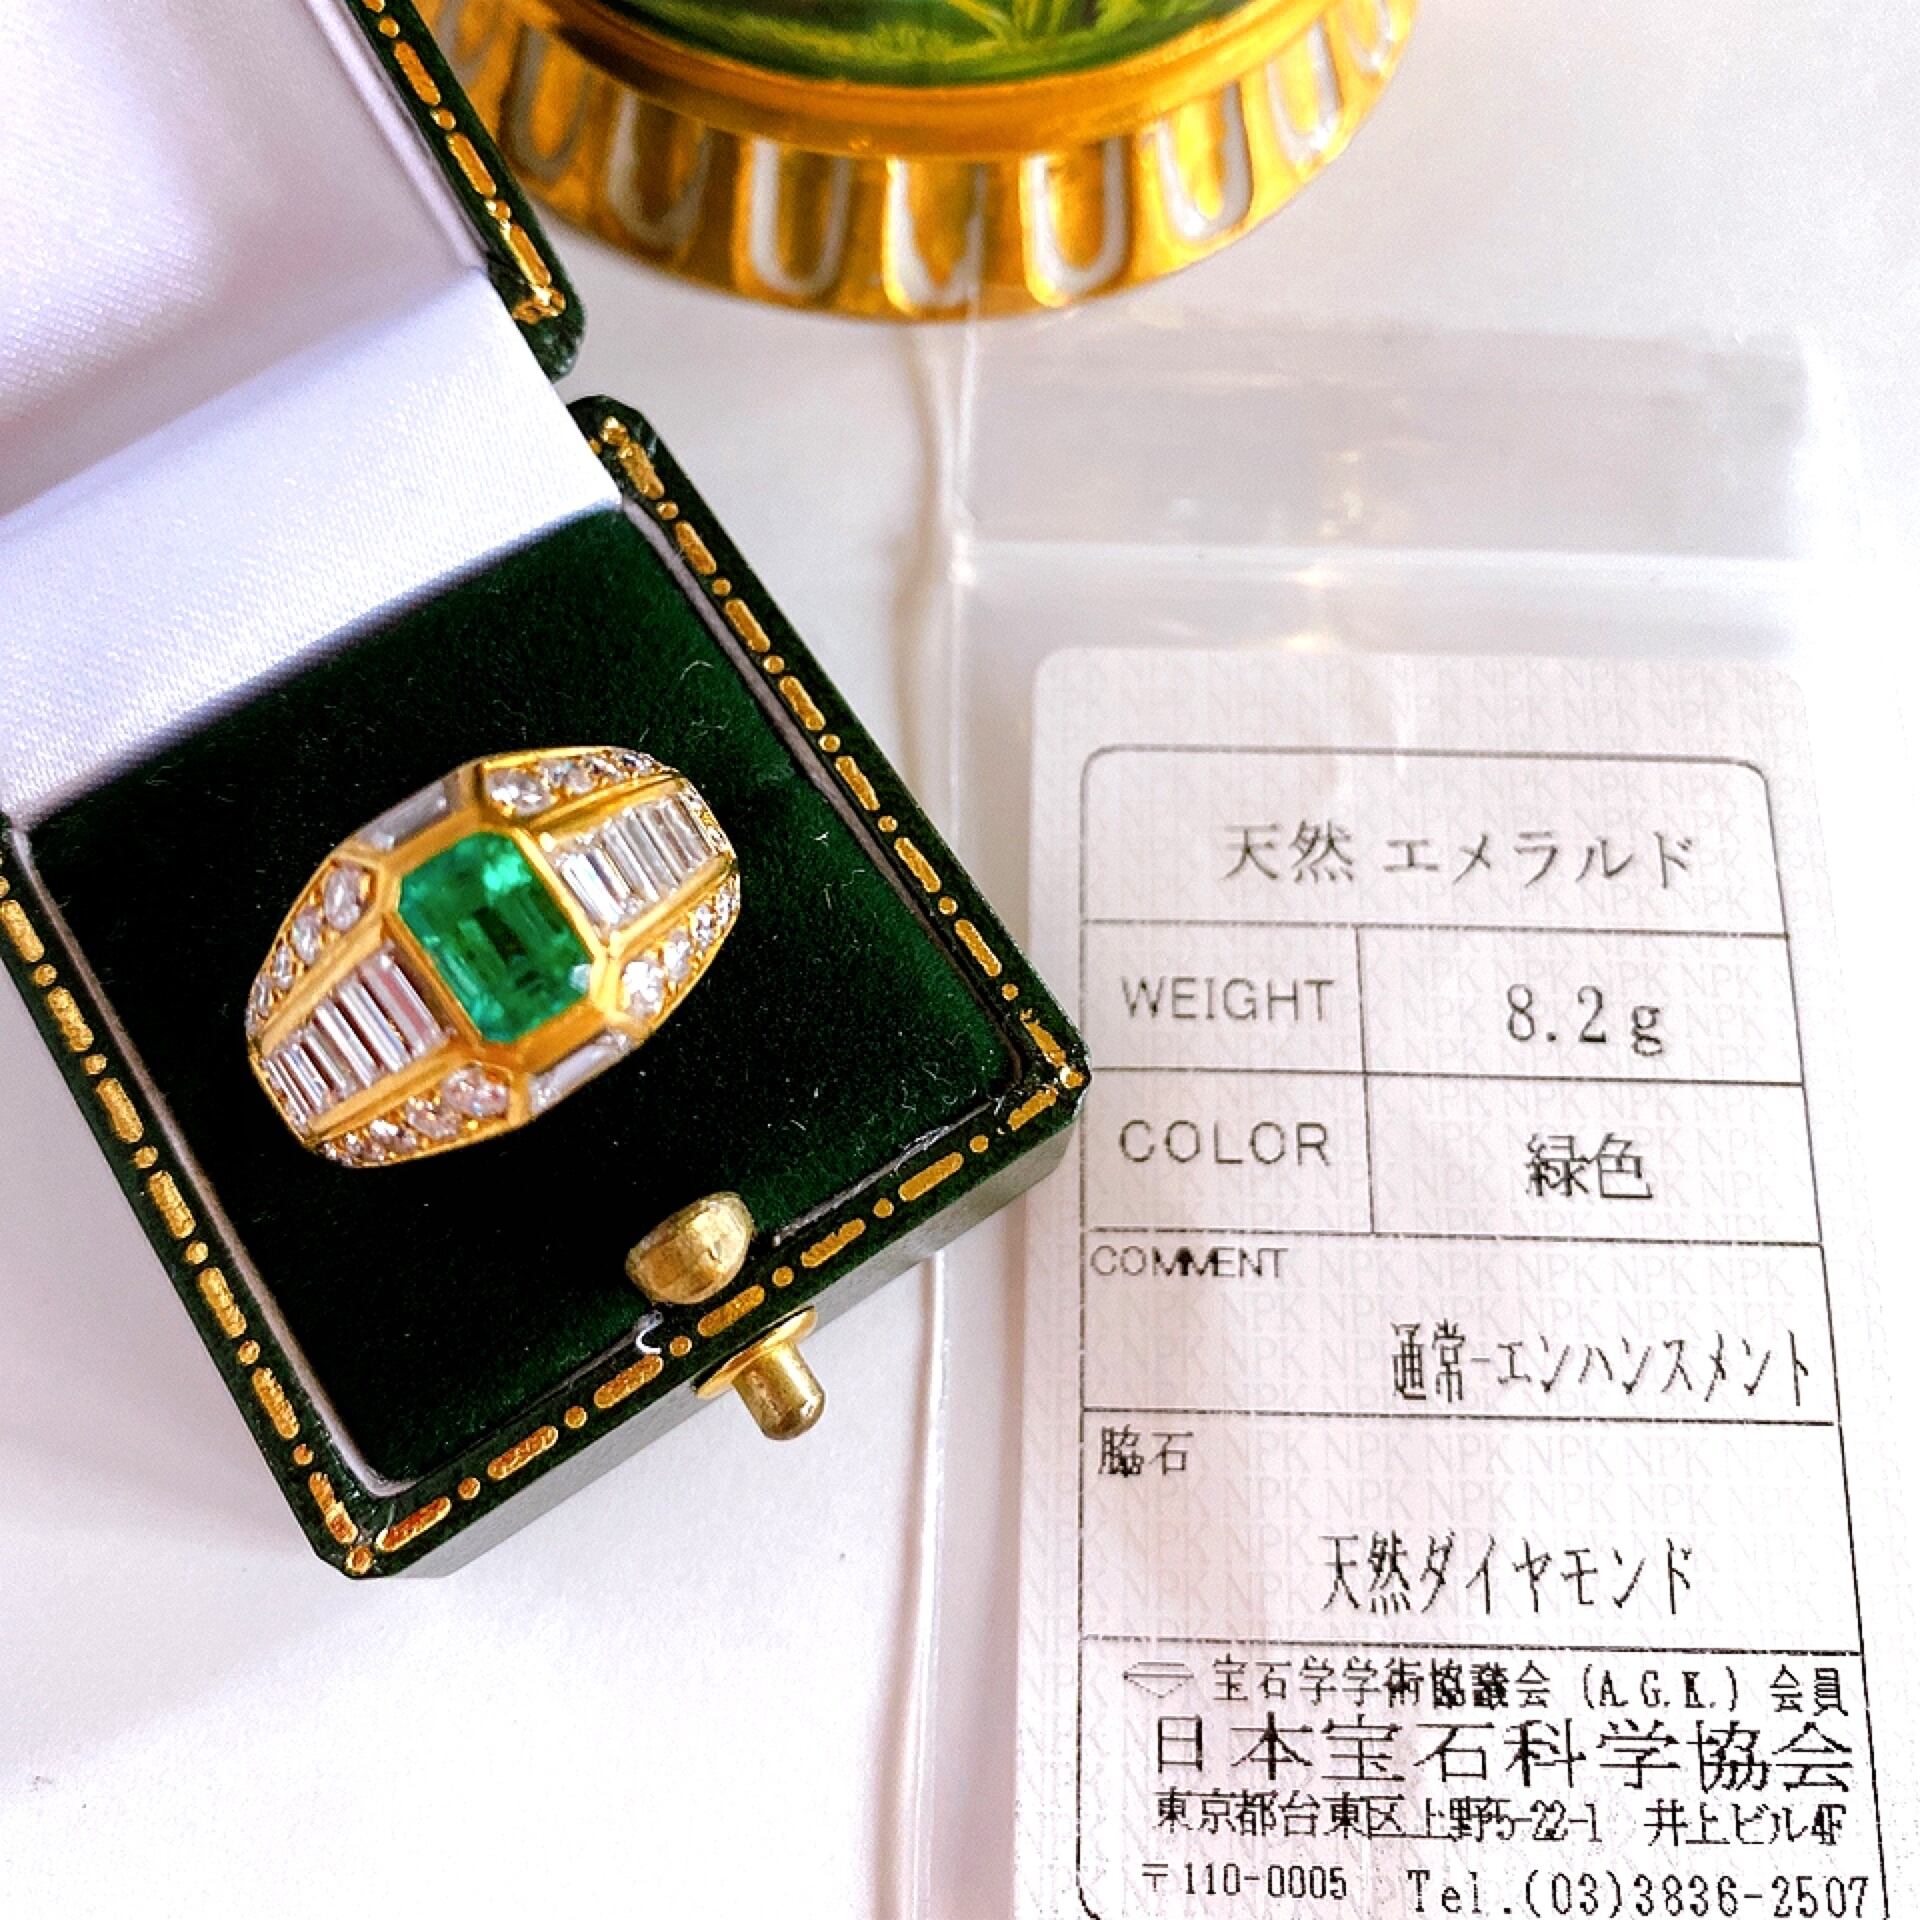 天然 エメラルド
WEIGHT 8.2g
COLOR 緑色
COMMENT
通常-エンハンスメント
脇石
天然ダイヤモンド
宝石学学術協議会 (A.G.K.) 会員
日本宝石科学協会
東京都台東区上野5-22-1 井上ビル4F
〒110-0005 Tel.(03)3836-2507